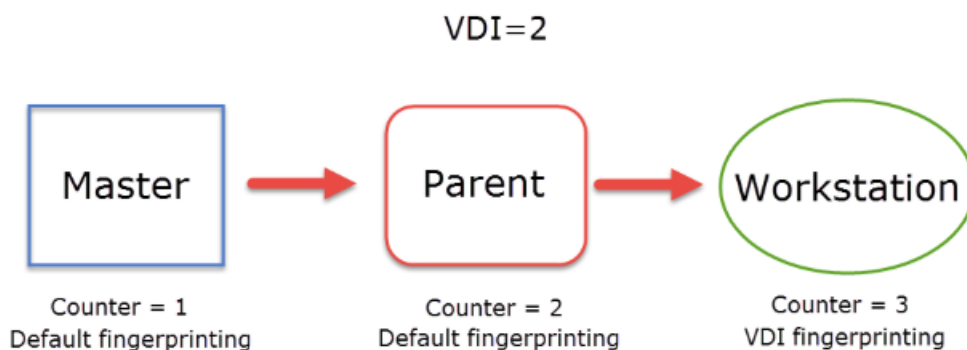 VDI=2
Master
Parent
Workstation
Counter = 1
Default fingerprinting
Counter = 2
Default fingerprinting
Counter = 3
VDI fingerprinting